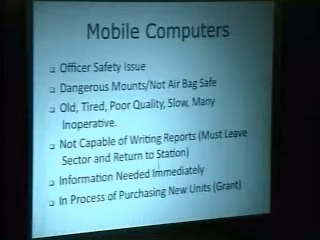 Mobile Computers
Officer Safety Issue
Dangerous Mounts/Not Air Bag Safe
Old, Tired, Poor Quality, Slow, Many
Inoperative.
Not Capable of Writing Reports (Must Leave
Sector and Return to Station)
Information Needed Immediately
In Process of Purchasing New Units (Grant)